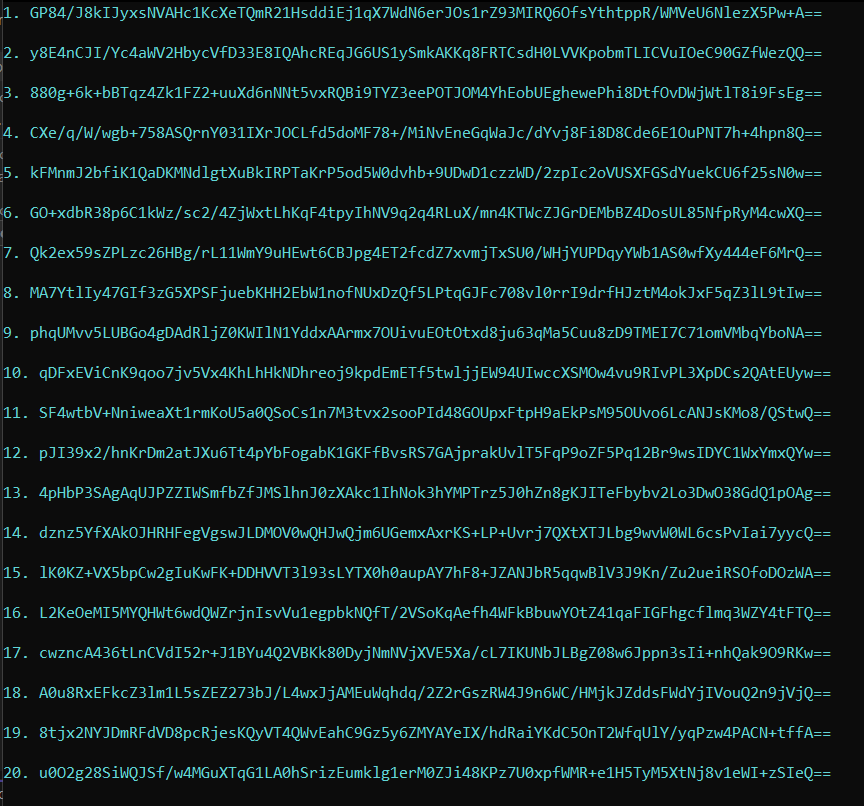 1. GP84/J8kIJyxsNVAHc1KcXeTQmR21HsddiEj1qX7WdN6erJOs1rZ93MIRQ6OfsYthtppR/WMVeU6NlezX5Pw+A==
2. y8E4nCJI/Yc4aWV2HbycVfD33E8IQAhcREqJG6US1ySmkAKKq8FRTCsdH0LVVKpobmTLICVuIOeC90GZfWezQQ==
3. 880g+6k+bBTqz4Zk1FZ2+uuXd6nNNt5vxRQBi9TYZ3eePOTJOM4YhEobUEghewePhi8DtfOvDWjWtlT8i9FsEg==
4. CXe/q/W/wgb+758ASQrnY031IXrJOCLfd5doMF78+/MiNvEneGqWaJc/dYvj8Fi8D8Cde6E1OuPNT7h+4hpn8Q==
5. kFMnmJ2bfiK1QaDKMNdlgtXuBkIRPTaKrP5od5W0dvhb+9UDwD1czzWD/2zpIc2oVUSXFGSdYuekCU6f25sN0w==
6. GO+xdbR38p6C1kWz/sc2/4ZjWxtLhKqF4tpyIhNV9q2q4RLuX/mn4KTWcZJGrDEMbBZ4DosUL85NfpRyM4cwXQ==
7. Qk2ex59sZPLzc26HBg/rL11WmY9uHEwt6CBJpg4ET2fcdZ7xvmjTxSU0/WHjYUPDqyYWb1AS0wfXy444eF6MrQ==
8. MA7YtlIy47GIf3zG5XPSFjuebKHH2EbW1nofNUxDzQf5LPtqGJFc708vl0rrI9drfHJztM4okJxF5qZ3lL9tIw==
9. phqUMvv5LUBGo4gDAdRljZ0KWIlN1YddxAArmx7OUivuEOtOtxd8ju63qMa5Cuu8zD9TMEI7C71omVMbqYboNA==
10. qDFxEViCnK9qoo7jv5Vx4KhLhHkNDhreoj9kpdEmETf5twljjEW94UIwccXSMOw4vu9RIvPL3XpDCs2QAtEUyw==
11. SF4wtbV+NniweaXt1rmKoU5a0QSoCs1n7M3tvx2sooPId48GOUpxFtpH9aEkPsM95OUvo6LcANJsKMo8/QStwQ==
12. pJI39x2/hnKrDm2atJXu6Tt4pYbFogabK1GKFfBvsRS7GAjprakUvlT5FqP9oZF5Pq12Br9wsIDYC1WxYmxQYw==
13. 4pHbP3SAgAqUJPZZIWSmfbZfJMSlhnJ0zXAkc1IhNok3hYMPTrz5J0hZn8gKJITeFbybv2Lo3DwO38GdQ1pOAg==
14. dznz5YfXAkOJHRHFegVgswJLDMOV0wQHJwQjm6UGemxAxrKS+LP+Uvrj7QXtXTJLbg9wvW0WL6csPvIai7yycQ==
15. lK0KZ+VX5bpCw2gIuKwFK+DDHVVT3l93sLYTX0h0aupAY7hF8+JZANJbR5qqwBlV3J9Kn/Zu2ueiRSOfoDOzWA==
16. L2KeOeMI5MYQHWt6wdQWZrjnIsvVu1egpbkNQfT/2VSoKqAefh4WFkBbuwYOtZ41qaFIGFhgcflmq3WZY4tFTQ==
17. cwzncA436tLnCVdI52r+J1BYu4Q2VBKk80DyjNmNVjXVE5Xa/cL7IKUNbJLBgZ08w6Jppn3sIi+nhQak9O9RKw==
18. A0u8RxEFkcZ3lm1L5sZEZ273bJ/L4wxJjAMEuWqhdq/2Z2rGszRW4J9n6WC/HMjkJZddsFWdYjIVouQ2n9jVjQ==
19. 8tjx2NYJDmRFdVD8pcRjesKQyVT4QWvEahC9Gz5y6ZMYAYeIX/hdRaiYKdC5OnT2WfqUlY/yqPzw4PACN+tffA==
20. u0O2g28SiWQJSf/w4MGuXTqG1LA0hSrizEumklg1erM0ZJi48KPz7U0xpfWMR+e1H5TyM5XtNj8v1eWI+zSIeQ==